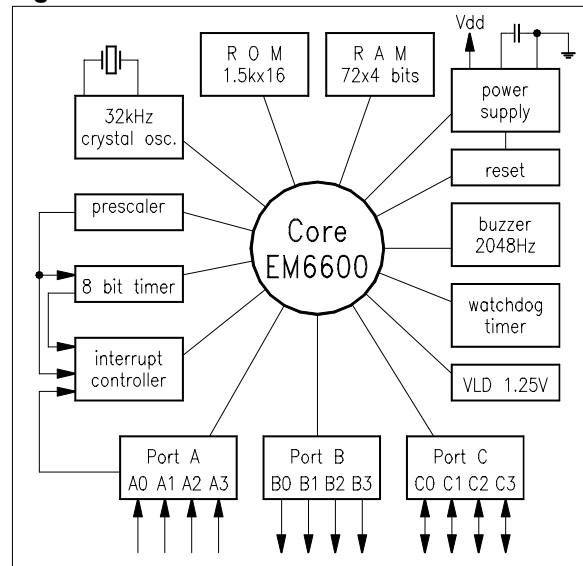 R O M
1.5kx16
R A M
72x4 bits
Vdd
32kHz
crystal osc.
power
supply
reset
prescaler
Core
EM6600
buzzer
2048Hz
8 bit timer
watchdog
timer
interrupt
controller
VLD 1.25V
Port A
A0 A1 A2 A3
Port B
B0 B1 B2 B3
Port C
C0 C1 C2 C3